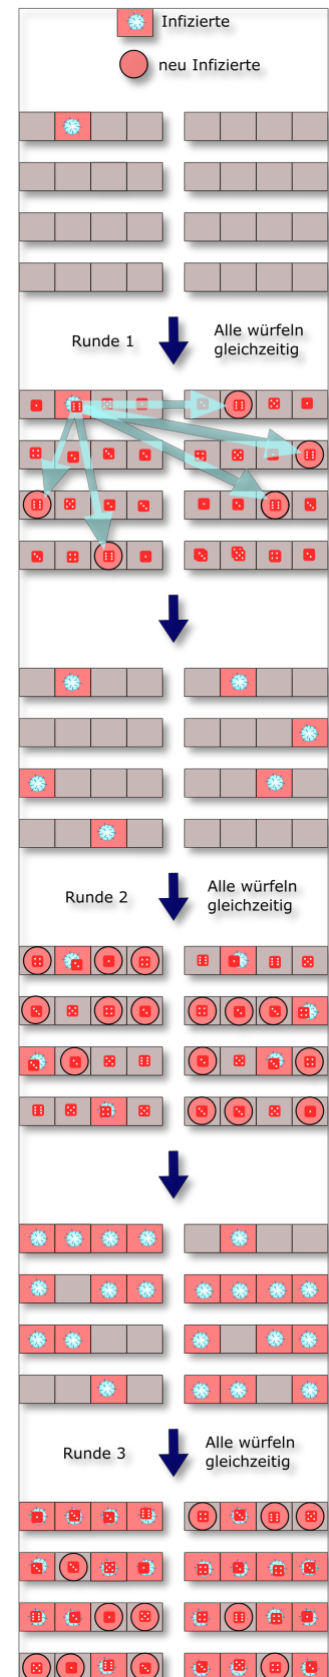 Infizierte
neu Infizierte
Runde 1
Alle würfeln
gleichzeitig
Runde 2
Alle würfeln
gleichzeitig
Runde 3
Alle würfeln
gleichzeitig